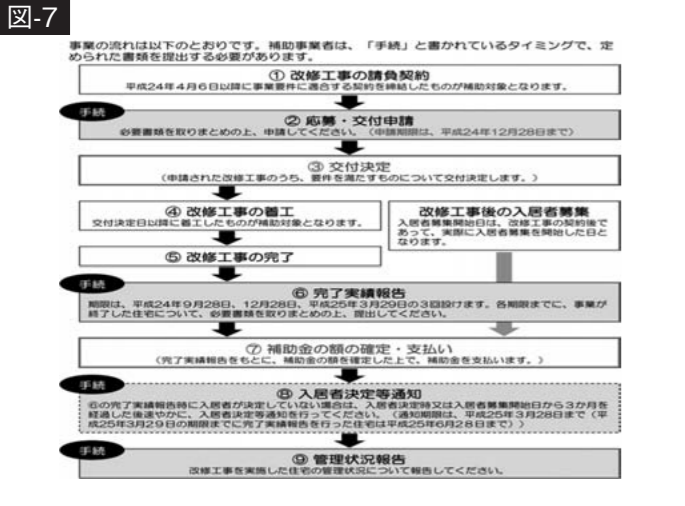 図-7
事業の流れは以下のとおりです。補助事業者は、「手続」と書かれているタイミングで、定
められた書類を提出する必要があります。
① 改修工事の請負契約
平成24年4月6日以降に事業要件に適合する契約を締結したものが補助対象となります。
手続
② 応募・交付申請
必要書類を取りまとめの上、申請してください。（申請期限は、平成24年12月28日まで）
③ 交付決定
（申請された改修工事のうち、要件を満たすものについて交付決定します。）
④ 改修工事の着工
交付決定日以降に着工したものが補助対象となります。
改修工事後の入居者募集
入居者募集開始日は、改修工事の契約後で
あって、実際に入居者募集を開始した日と
なります。
⑤ 改修工事の完了
手続
⑥ 完了実績報告
期限は、平成24年9月28日、12月28日、平成25年3月29日の3回設けます。各期限までに、事業が
終了した住宅について、必要書類を取りまとめの上、提出してください。
⑦ 補助金の額の確定・支払い
（完了実績報告をもとに、補助金の額を確定した上で、補助金を支払います。）
手続
⑧ 入居者決定等通知
⑥の完了実績報告時に入居者が決定していない場合は、入居者決定時又は入居者募集開始日から3か月を
経過した後速やかに、入居者決定等通知を行ってください。（通知期限は、平成25年3月28日まで（平
成25年3月29日の期限までに完了実績報告を行った住宅は平成25年6月28日まで））
手続
⑨ 管理状況報告
改修工事を実施した住宅の管理状況について報告してください。